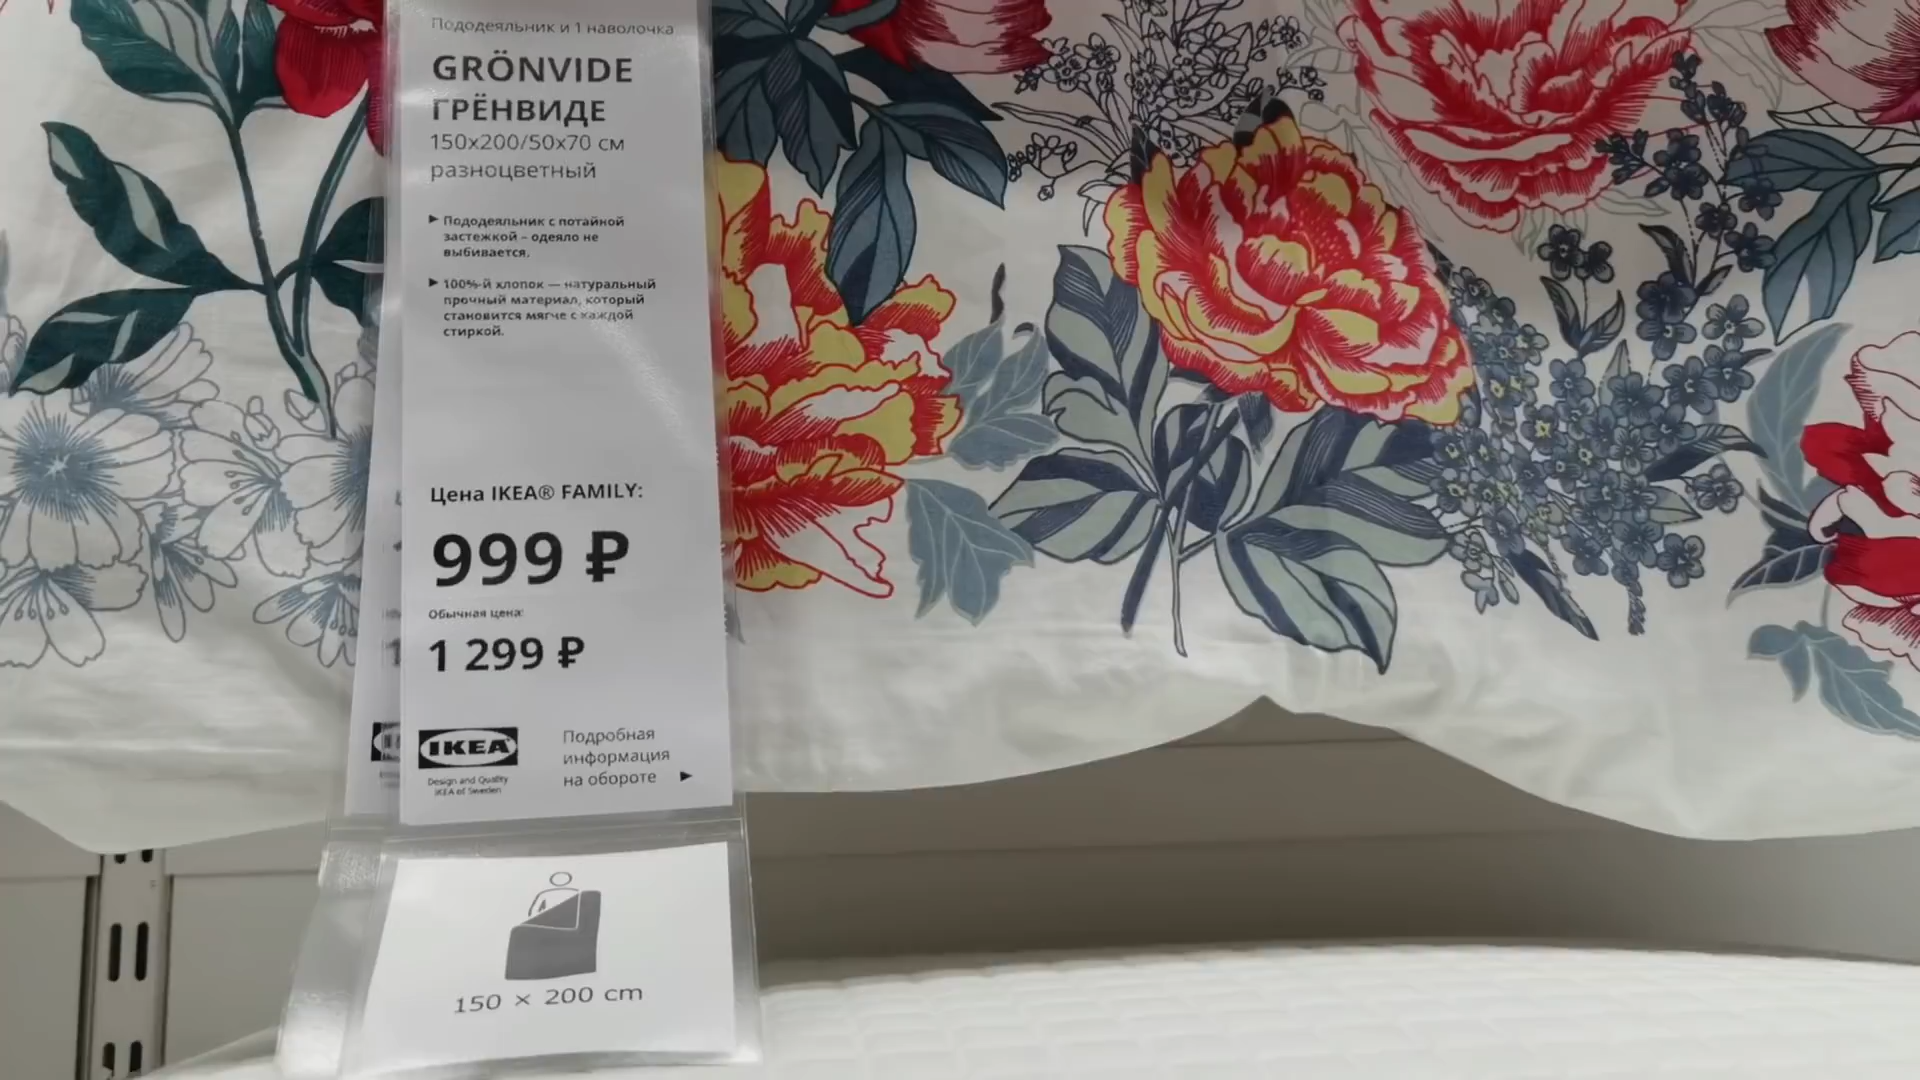 Пододеяльник и 1 наволочка
GRÖNVIDE
ГРЁНВИДЕ
150x200/50x70 см
разноцветный
▶ Пододеяльник с потайной
застежкой – одеяло не
выбивается.
▶ 100%-й хлопок — натуральный
прочный материал, который
становится мягче с каждой
стиркой.
Цена IKEA® FAMILY:
999 ₽
Обычная цена:
1 299 ₽
IKEA
Design and Quality
IKEA of Sweden
Подробная
информация
на обороте ▶
150 × 200 cm